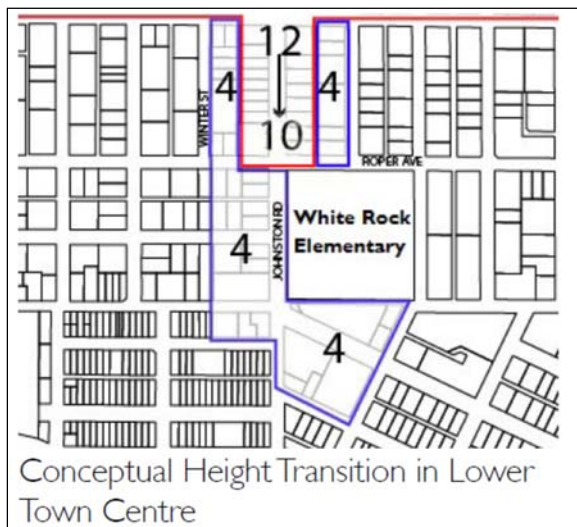 12
4
4
WINTER ST
10
ROPER AVE
JOHNSTON RD
White Rock
Elementary
4
4
Conceptual Height Transition in Lower
Town Centre